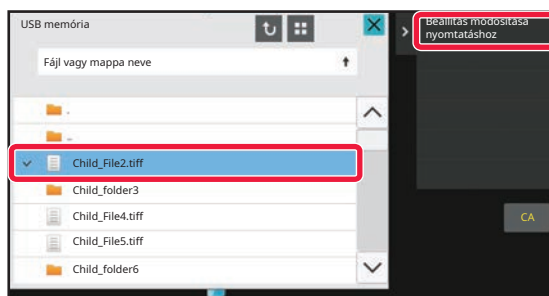 USB memória
Fájl vagy mappa neve
.
..
Child_File2.tiff
Child_folder3
Child_File4.tiff
Child_File5.tiff
Child_folder6
Beállítás módosítása
nyomtatáshoz
CA